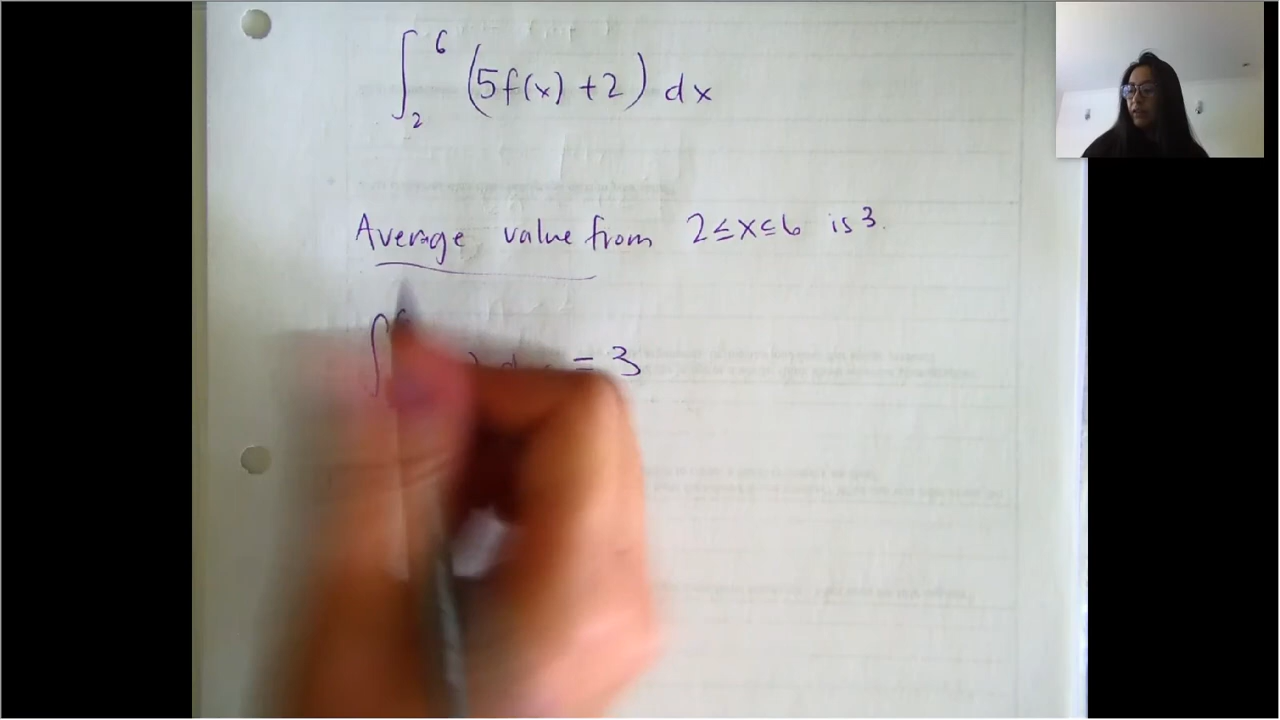 ∫₂⁶ (5f(x) + 2) dx
Average value from 2≤x≤6 is 3.
∫ = 3